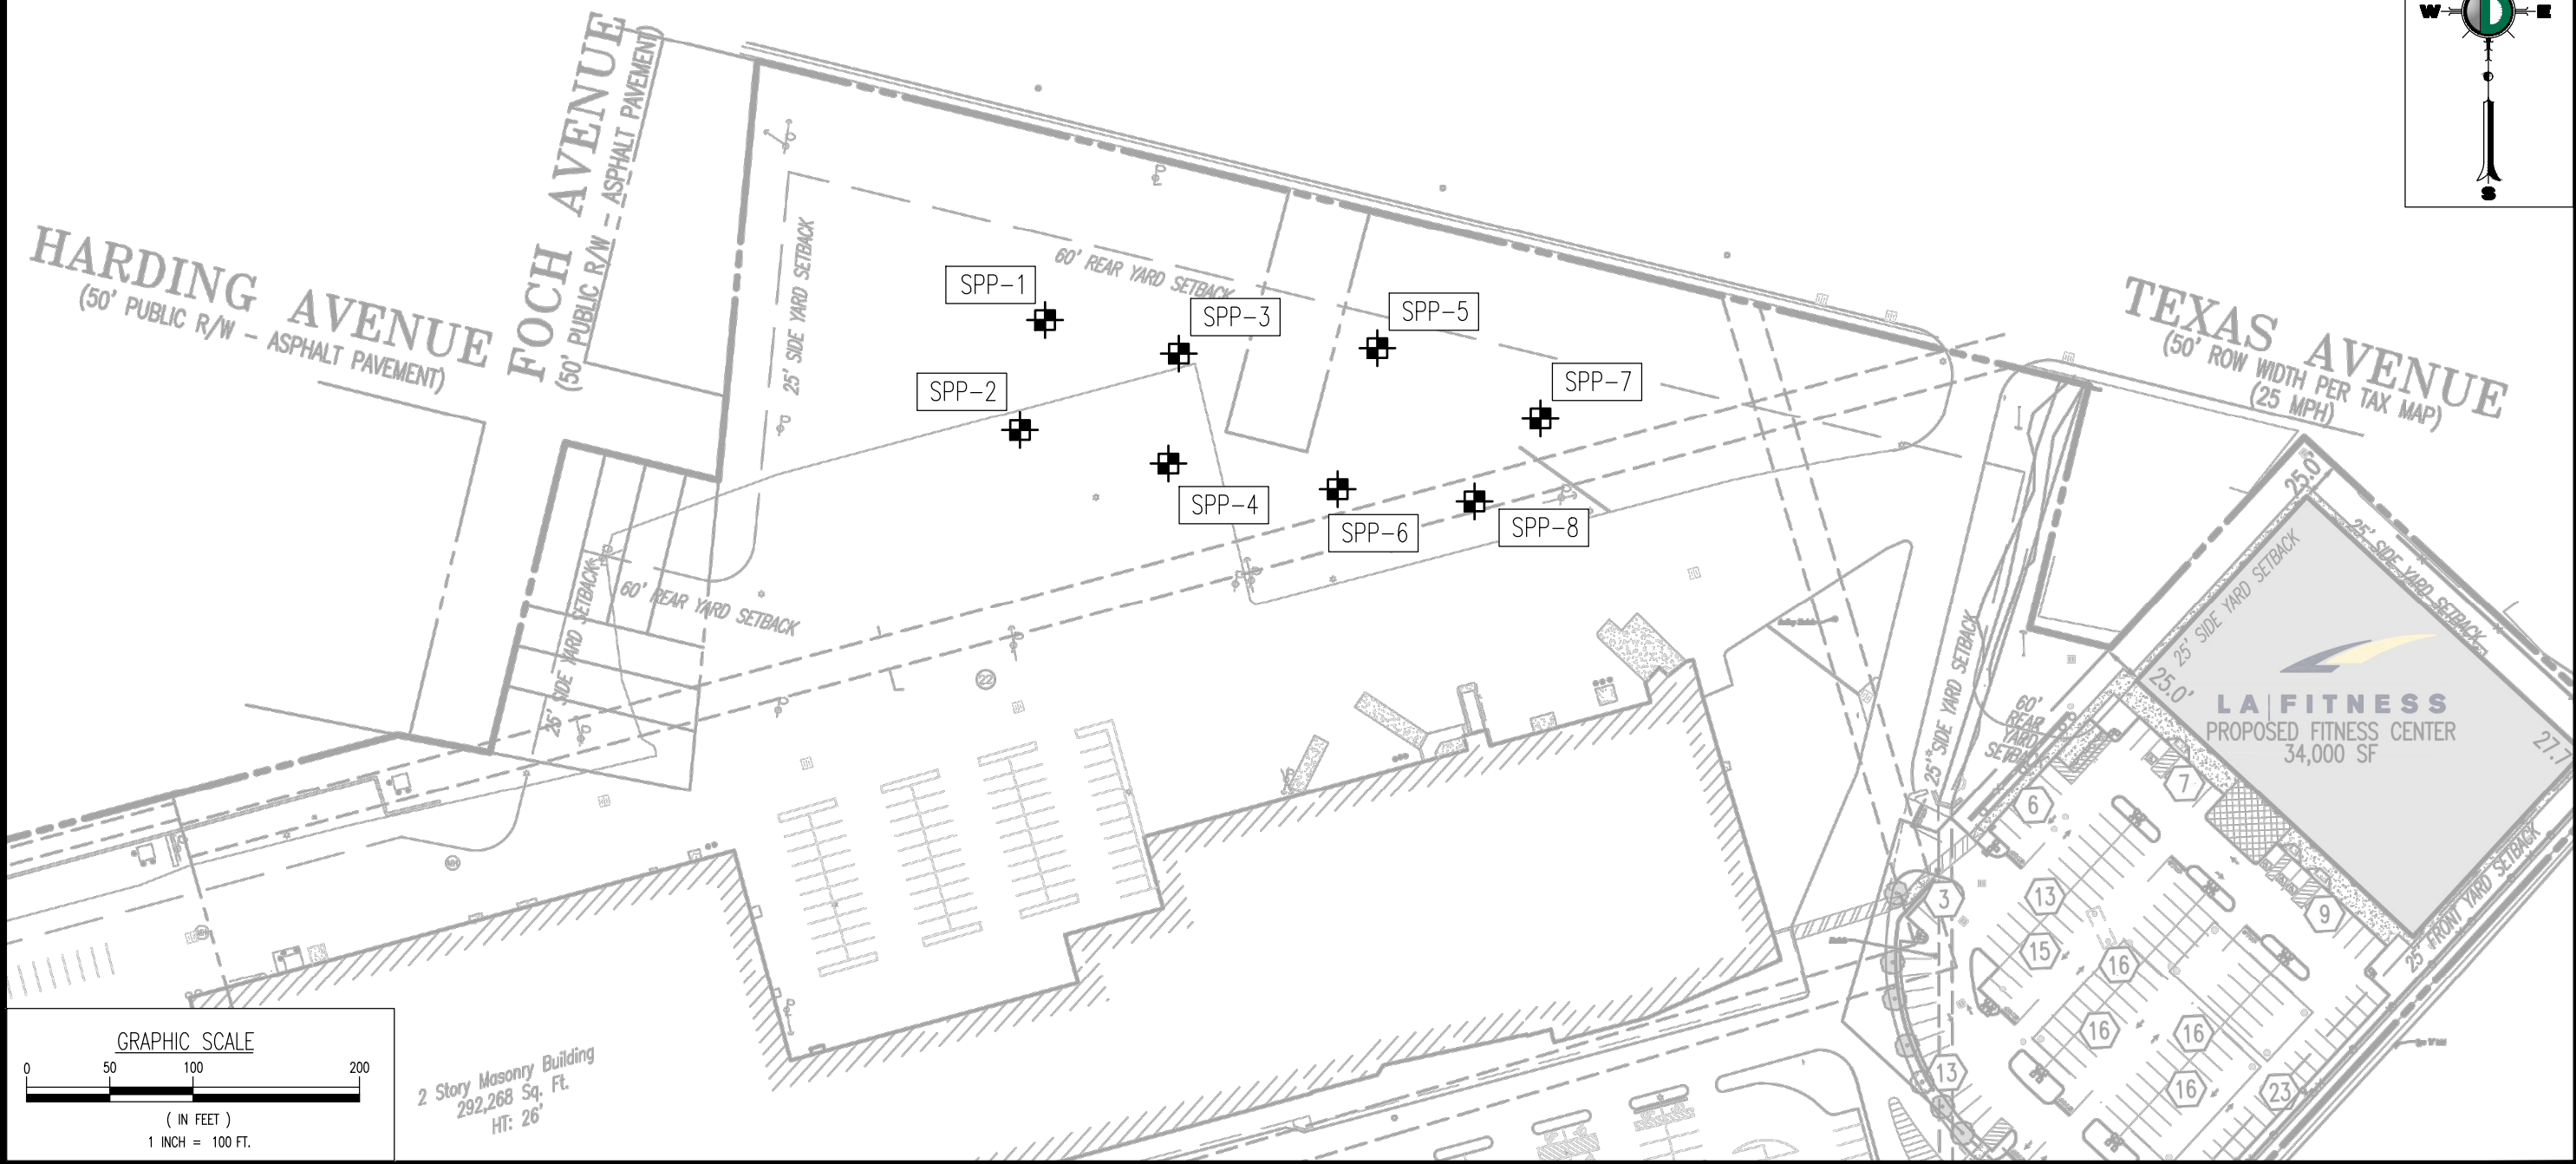 W E
S
HARDING AVENUE
(50' PUBLIC R/W - ASPHALT PAVEMENT)
FOCH AVENUE
(50' PUBLIC R/W - ASPHALT PAVEMENT)
25' SIDE YARD SETBACK
60' REAR YARD SETBACK
SPP-1
SPP-2
SPP-3
SPP-4
SPP-5
SPP-6
SPP-7
SPP-8
TEXAS AVENUE
(50' ROW WIDTH PER TAX MAP)
(25 MPH)
25' SIDE YARD SETBACK
60' REAR YARD SETBACK
22
25' SIDE YARD SETBACK
60'
REAR
YARD
25.0'
25' SIDE YARD SETBACK
25' SIDE YARD SETBACK
25.0'
LA|FITNESS
PROPOSED FITNESS CENTER
34,000 SF
27.7
25' FRONT YARD SETBACK
6
7
3
13
9
15
16
16
16
13
16
23
2 Story Masonry Building
292,268 Sq. Ft.
HT: 26'
GRAPHIC SCALE
0 50 100 200
( IN FEET )
1 INCH = 100 FT.